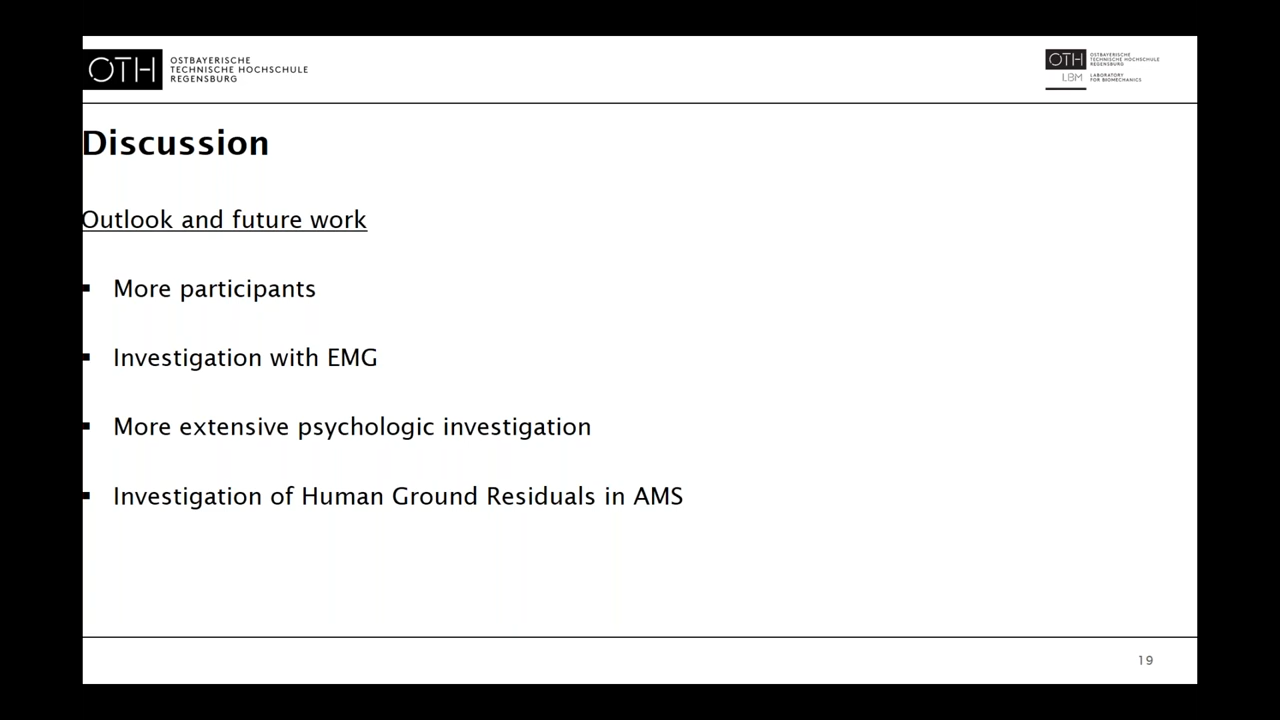 OTH
OSTBAYERISCHE
TECHNISCHE HOCHSCHULE
REGENSBURG
OTH
OSTBAYERISCHE
TECHNISCHE HOCHSCHULE
REGENSBURG
LBM
LABORATORY
FOR BIOMECHANICS
Discussion
Outlook and future work
▪ More participants
▪ Investigation with EMG
▪ More extensive psychologic investigation
▪ Investigation of Human Ground Residuals in AMS
19